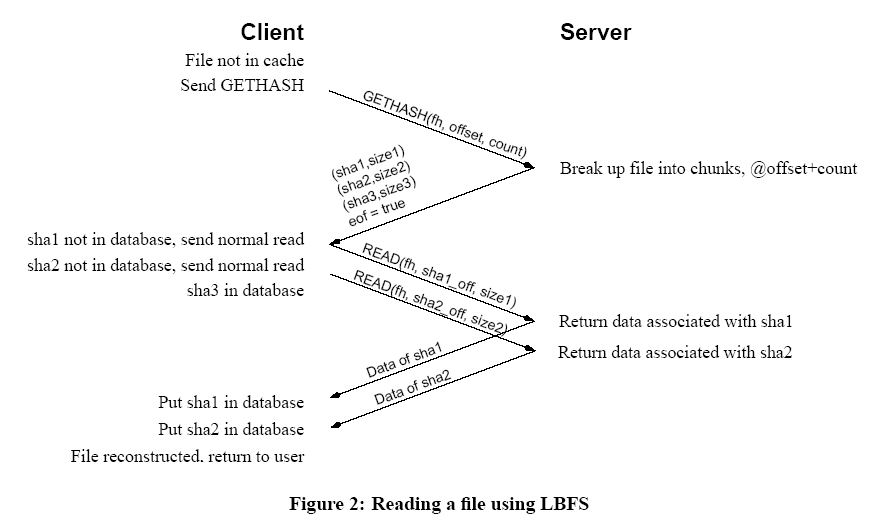 Client
Server
File not in cache
Send GETHASH
GETHASH(fh, offset, count)
Break up file into chunks, @offset+count
(sha1,size1)
(sha2,size2)
(sha3,size3)
eof = true
sha1 not in database, send normal read
sha2 not in database, send normal read
sha3 in database
READ(fh, sha1_off, size1)
READ(fh, sha2_off, size2)
Return data associated with sha1
Return data associated with sha2
Data of sha1
Data of sha2
Put sha1 in database
Put sha2 in database
File reconstructed, return to user
Figure 2: Reading a file using LBFS